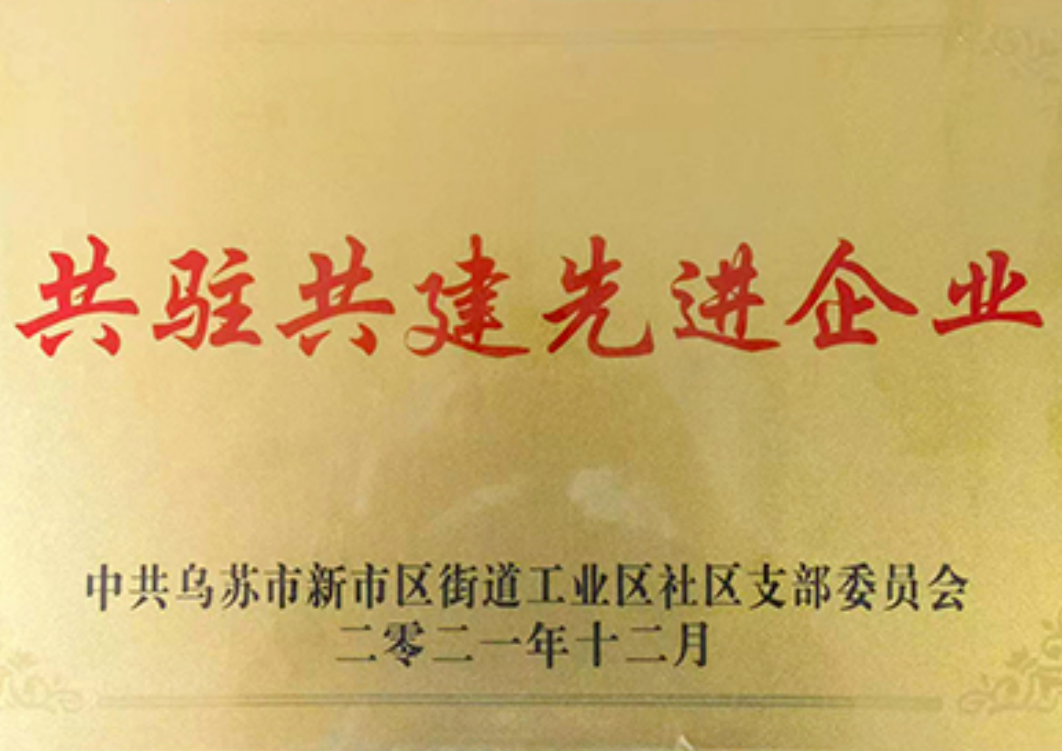 共驻共建先进企业
中共乌苏市新市区街道工业区社区支部委员会
二零二一年十二月